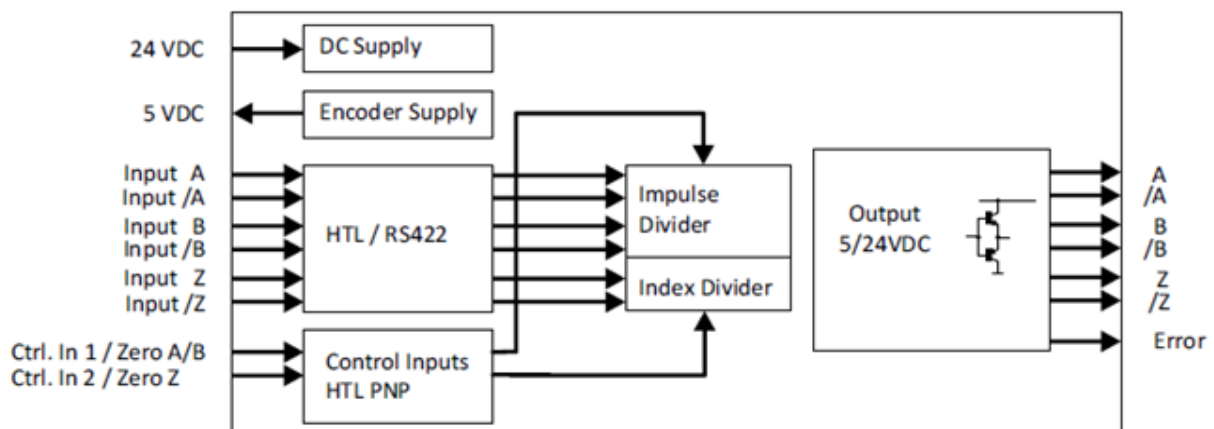 24 VDC
DC Supply
5 VDC
Encoder Supply
Input A
Input /A
Input B
Input /B
Input Z
Input /Z
HTL / RS422
Impulse
Divider
Index Divider
Output
5/24VDC
A
/A
B
/B
Z
/Z
Error
Ctrl. In 1 / Zero A/B
Ctrl. In 2 / Zero Z
Control Inputs
HTL PNP